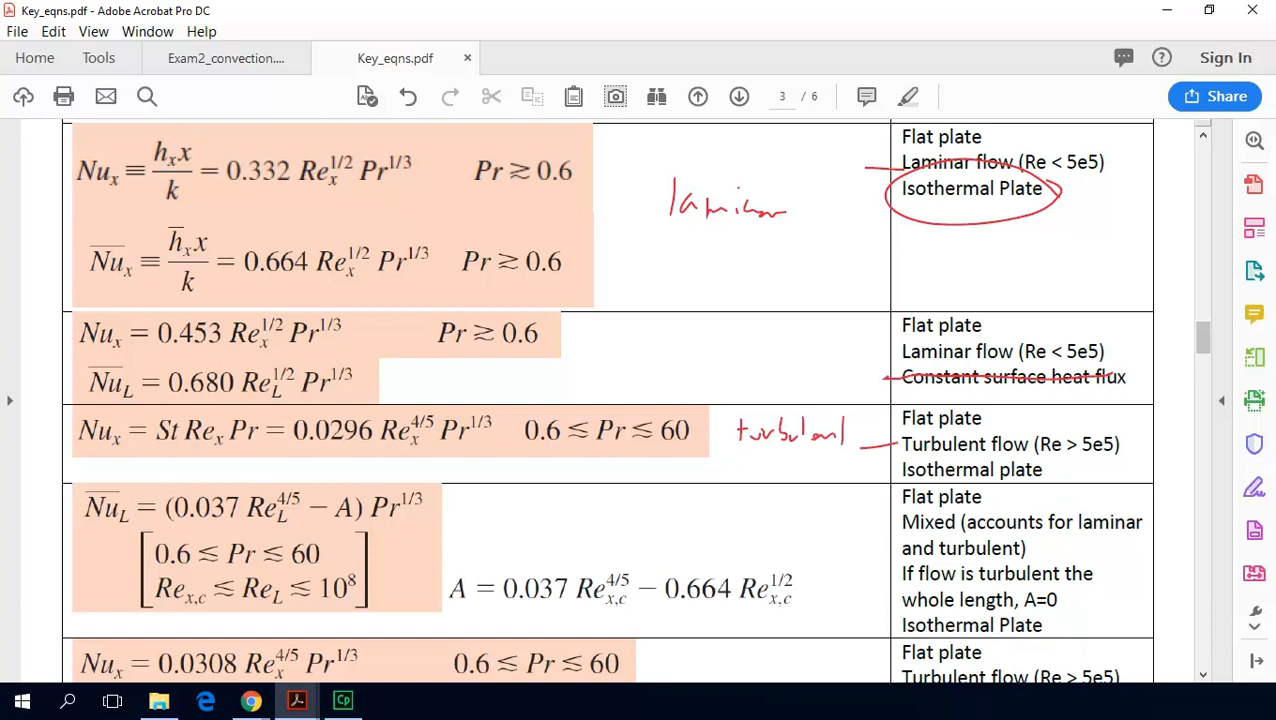 Key_eqns.pdf - Adobe Acrobat Pro DC
File Edit View Window Help
Home Tools Exam2_convection.... Key_eqns.pdf × Sign In
3 / 6 Share
Nu_x ≡ h_x x / k = 0.332 Re_x^{1/2} Pr^{1/3} Pr ≳ 0.6
Flat plate
Laminar flow (Re < 5e5)
Isothermal Plate
laminar
N̅u̅_x ≡ h̅_x x / k = 0.664 Re_x^{1/2} Pr^{1/3} Pr ≳ 0.6
Nu_x = 0.453 Re_x^{1/2} Pr^{1/3} Pr ≳ 0.6
N̅u̅_L = 0.680 Re_L^{1/2} Pr^{1/3}
Flat plate
Laminar flow (Re < 5e5)
Constant surface heat flux
Nu_x = St Re_x Pr = 0.0296 Re_x^{4/5} Pr^{1/3} 0.6 ≲ Pr ≲ 60
turbulent
Flat plate
Turbulent flow (Re > 5e5)
Isothermal plate
N̅u̅_L = (0.037 Re_L^{4/5} − A) Pr^{1/3}
[0.6 ≲ Pr ≲ 60
Re_{x,c} ≲ Re_L ≲ 10^8]
A = 0.037 Re_{x,c}^{4/5} − 0.664 Re_{x,c}^{1/2}
Flat plate
Mixed (accounts for laminar
and turbulent)
If flow is turbulent the
whole length, A=0
Isothermal Plate
Nu_x = 0.0308 Re_x^{4/5} Pr^{1/3} 0.6 ≲ Pr ≲ 60
Flat plate
Turbulent flow (Re > 5e5)
Cp